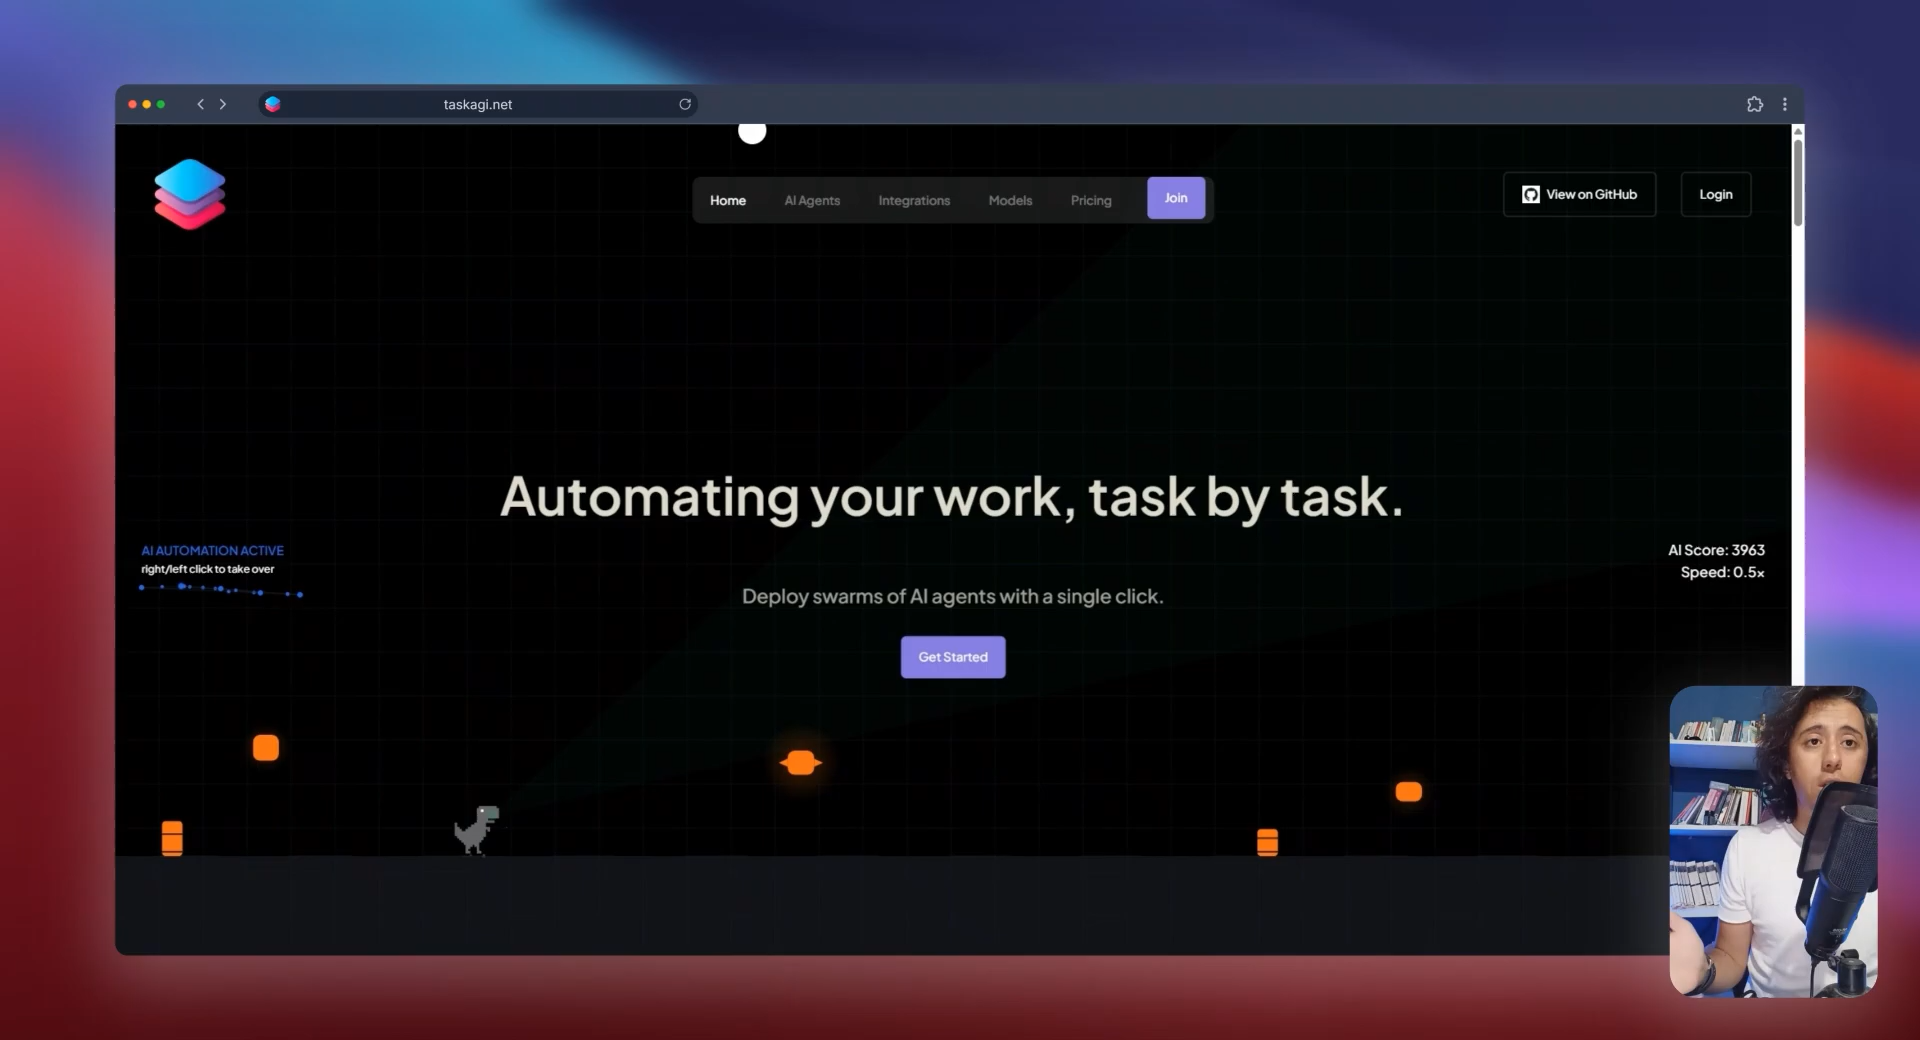 taskagi.net
Home AI Agents Integrations Models Pricing Join
View on GitHub Login
Automating your work, task by task.
AI AUTOMATION ACTIVE
right/left click to take over
AI Score: 3963
Speed: 0.5x
Deploy swarms of AI agents with a single click.
Get Started